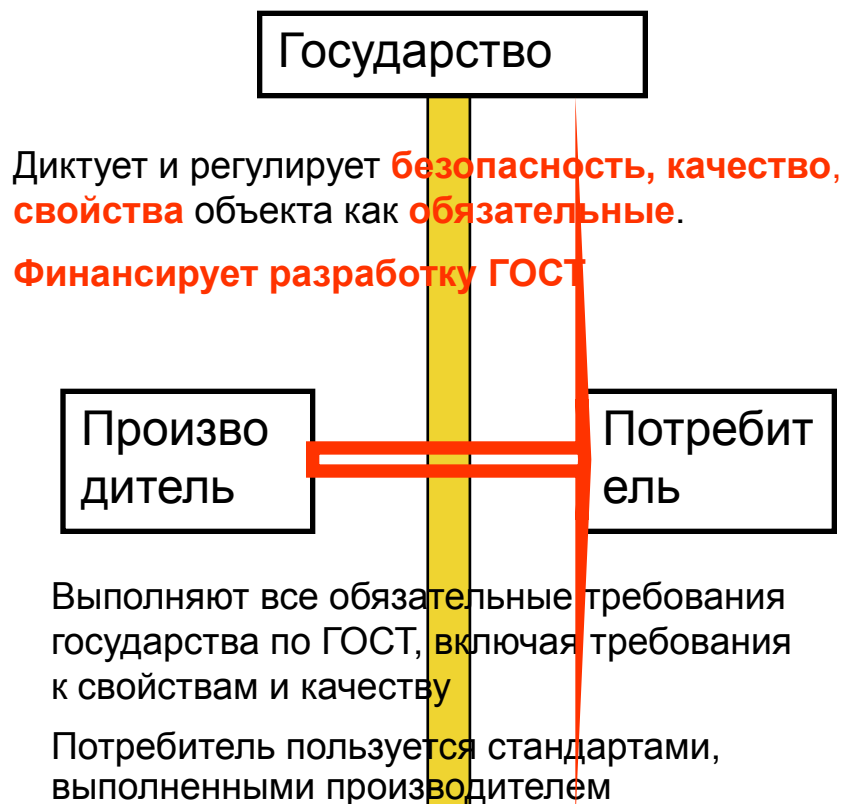 Государство
Диктует и регулирует безопасность, качество,
свойства объекта как обязательные.
Финансирует разработку ГОСТ
Произво
дитель
Потребит
ель
Выполняют все обязательные требования
государства по ГОСТ, включая требования
к свойствам и качеству
Потребитель пользуется стандартами,
выполненными производителем